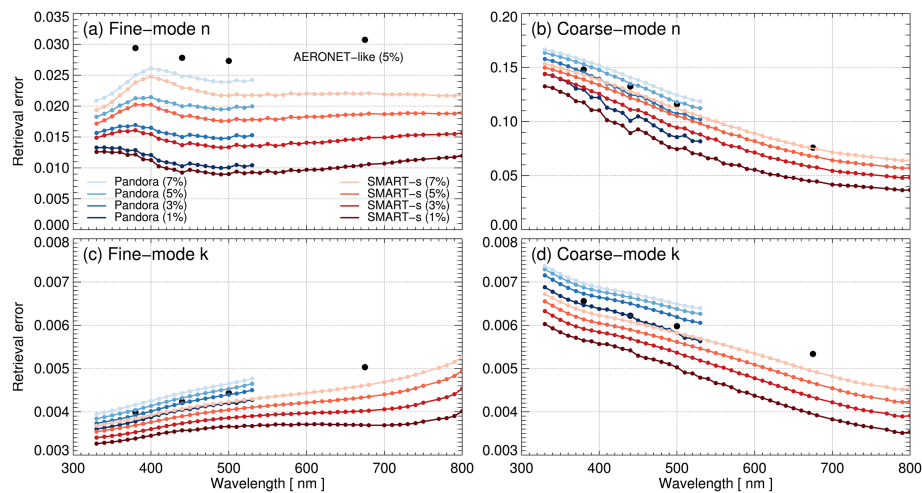 (a) Fine−mode n
(b) Coarse−mode n
0.035
0.030
0.025
0.020
0.015
0.010
0.005
0.000
Retrieval error
AERONET−like (5%)
Pandora (7%)
Pandora (5%)
Pandora (3%)
Pandora (1%)
SMART−s (7%)
SMART−s (5%)
SMART−s (3%)
SMART−s (1%)
0.20
0.15
0.10
0.05
0.00
(c) Fine−mode k
(d) Coarse−mode k
0.008
0.007
0.006
0.005
0.004
0.003
Retrieval error
0.008
0.007
0.006
0.005
0.004
0.003
300 400 500 600 700 800
300 400 500 600 700 800
Wavelength [ nm ]
Wavelength [ nm ]